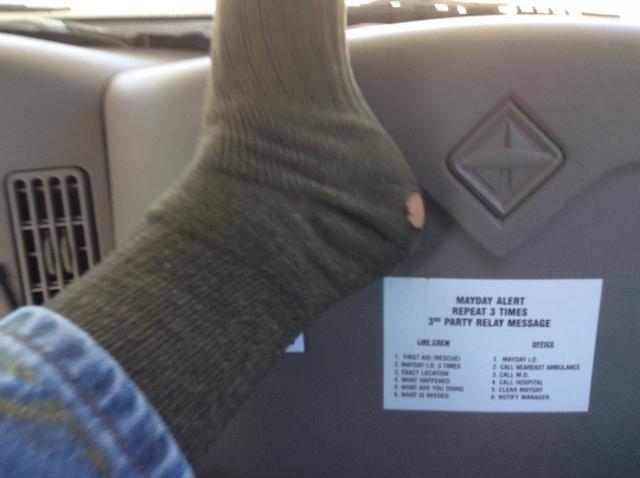 MAYDAY ALERT
REPEAT 3 TIMES
3RD PARTY RELAY MESSAGE
LINE CREW
1. FIRST AID (RESCUE)
2. MAYDAY I.D. 3 TIMES
3. EXACT LOCATION
4. WHAT HAPPENED
5. WHAT ARE YOU DOING
6. WHAT IS NEEDED
OFFICE
1. MAYDAY I.D.
2. CALL NEAREAST AMBULANCE
3. CALL M.D.
4. CALL HOSPITAL
5. CLEAR MAYDAY
6. NOTIFY MANAGER